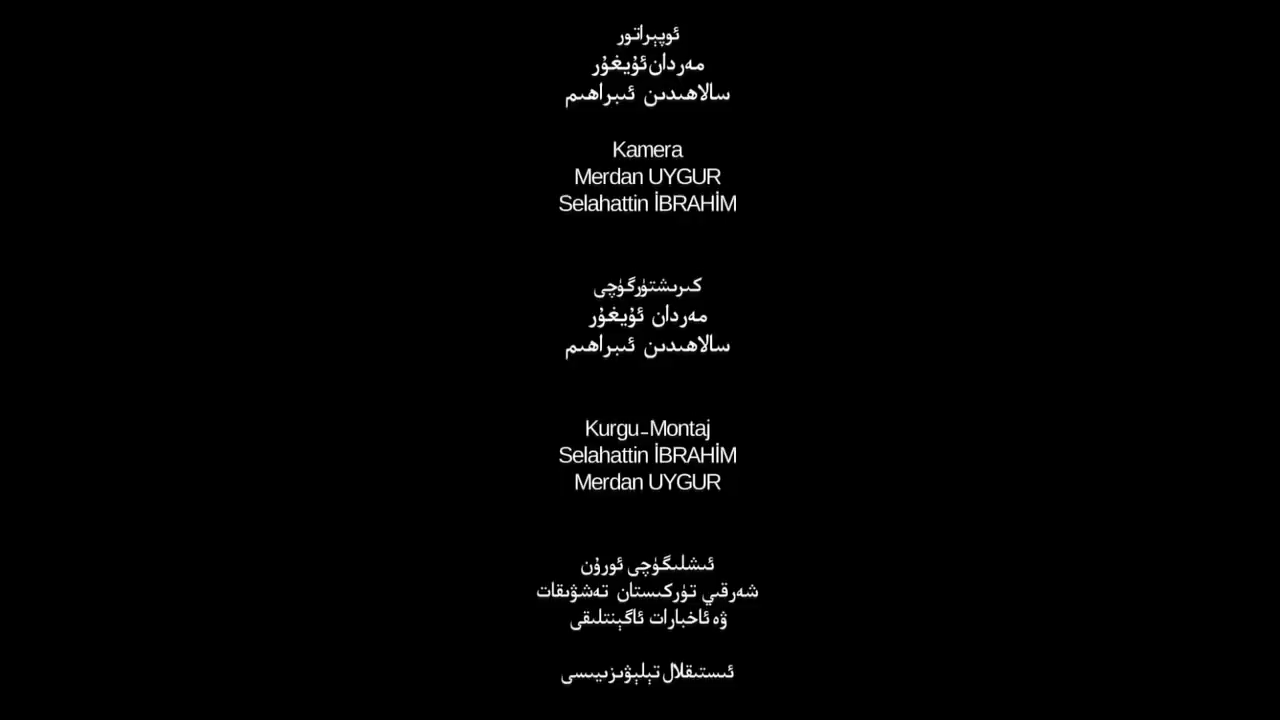 ئوپېراتور
مەردان ئۇيغۇر
سالاھىدىن ئىبراھىم
Kamera
Merdan UYGUR
Selahattin İBRAHİM
كىرىشتۈرگۈچى
مەردان ئۇيغۇر
سالاھىدىن ئىبراھىم
Kurgu-Montaj
Selahattin İBRAHİM
Merdan UYGUR
ئىشلىگۈچى ئورۇن
شەرقىي تۈركىستان تەشۋىقات
ۋە ئاخبارات ئاگېنتلىقى
ئىستىقلال تېلېۋىزىيىسى